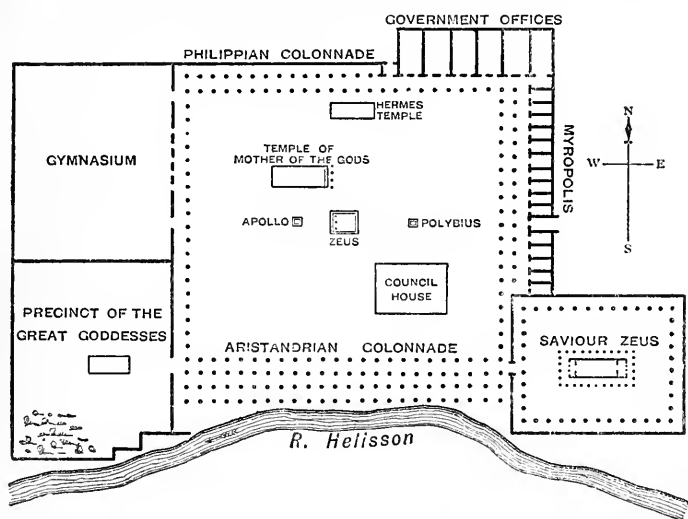 GOVERNMENT OFFICES
PHILIPPIAN COLONNADE
HERMES
TEMPLE
MYROPOLIS
N
W
E
S
GYMNASIUM
TEMPLE OF
MOTHER OF THE GODS
APOLLO
ZEUS
POLYBIUS
COUNCIL
HOUSE
PRECINCT OF THE
GREAT GODDESSES
ARISTANDRIAN COLONNADE
SAVIOUR ZEUS
R. Helisson